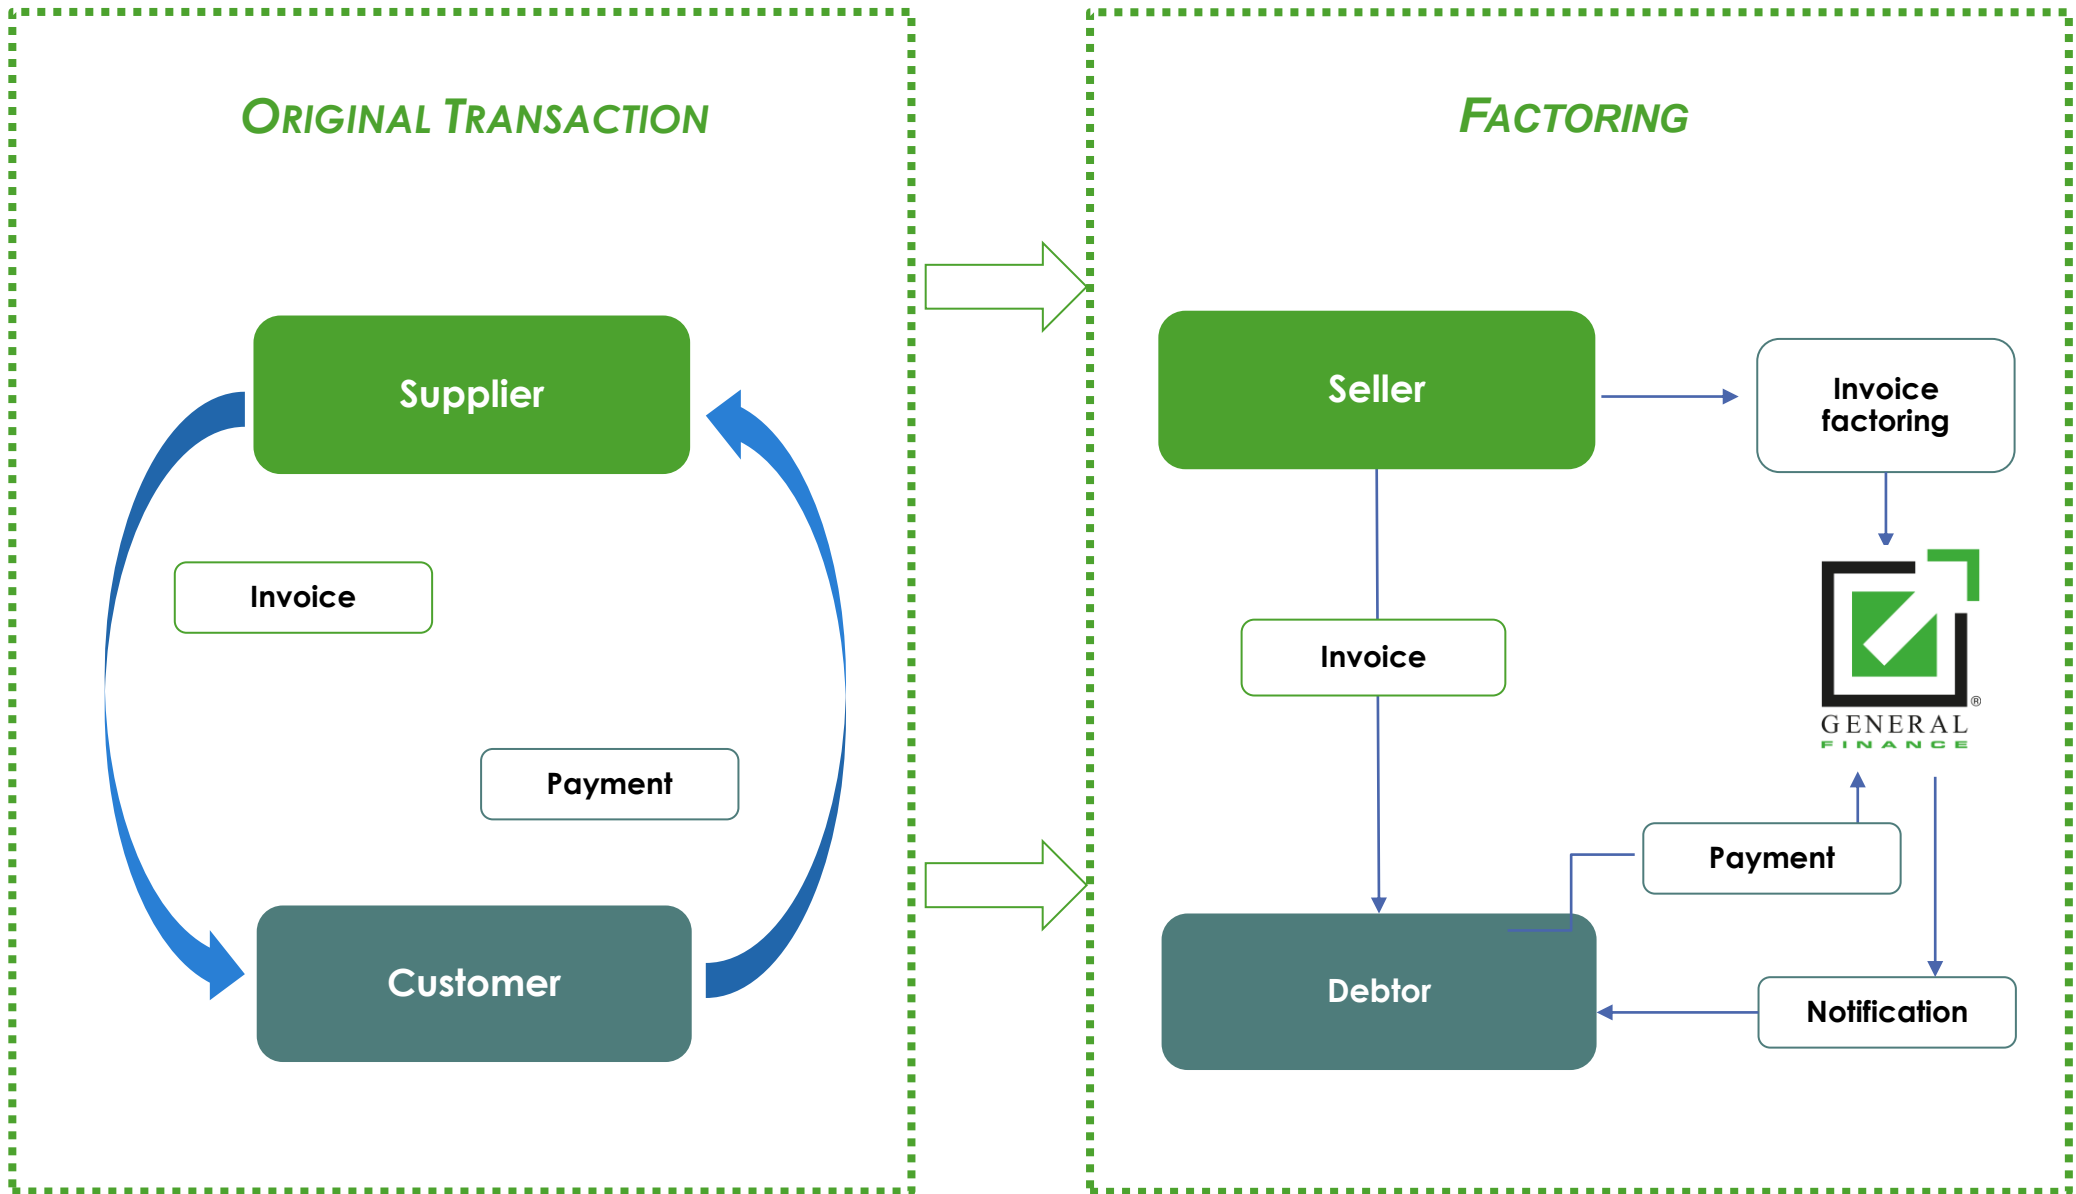 ORIGINAL TRANSACTION
Supplier
Invoice
Payment
Customer
FACTORING
Seller
Invoice
factoring
Invoice
®
GENERAL
FINANCE
Payment
Debtor
Notification